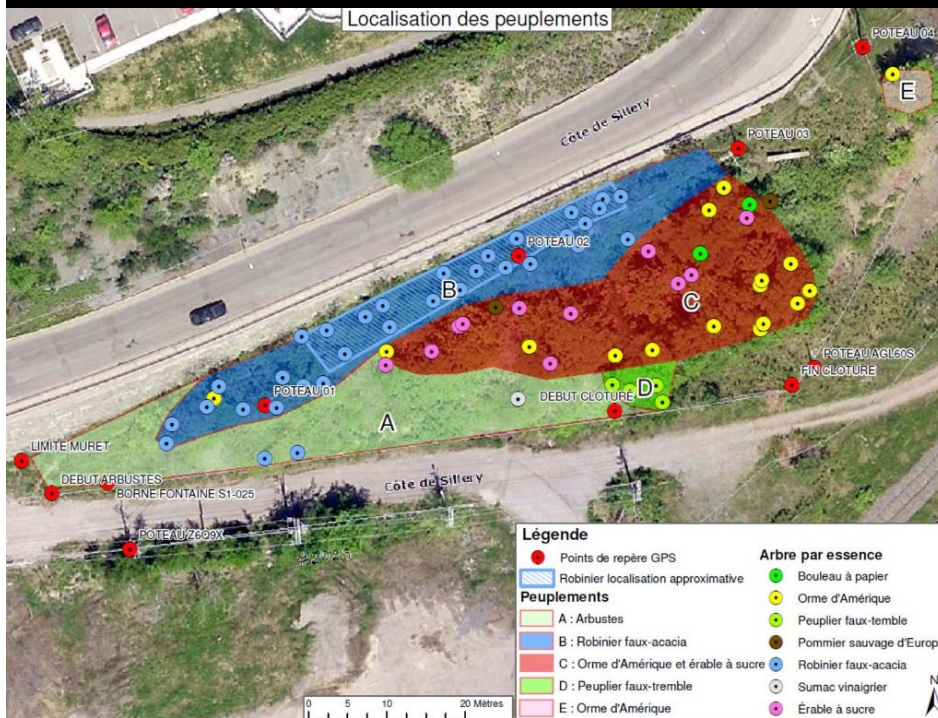 Localisation des peuplements
POTEAU 04
E
Côte de Sillery
POTEAU 03
POTEAU 02
B
C
POTEAU AGL60S
FIN CLOTURE
POTEAU 01
D
DEBUT CLOTURE
A
LIMITE MURET
DEBUT ARBUSTES
BORNE FONTAINE S1-025
Côte de Sillery
POTEAU Z6Q9X
Légende
Points de repère GPS
Robinier localisation approximative
Peuplements
A : Arbustes
B : Robinier faux-acacia
C : Orme d'Amérique et érable à sucre
D : Peuplier faux-tremble
E : Orme d'Amérique
Arbre par essence
Bouleau à papier
Orme d'Amérique
Peuplier faux-temble
Pommier sauvage d'Europ
Robinier faux-acacia
Sumac vinaigrier
Érable à sucre
N
0 5 10 20 Mètres